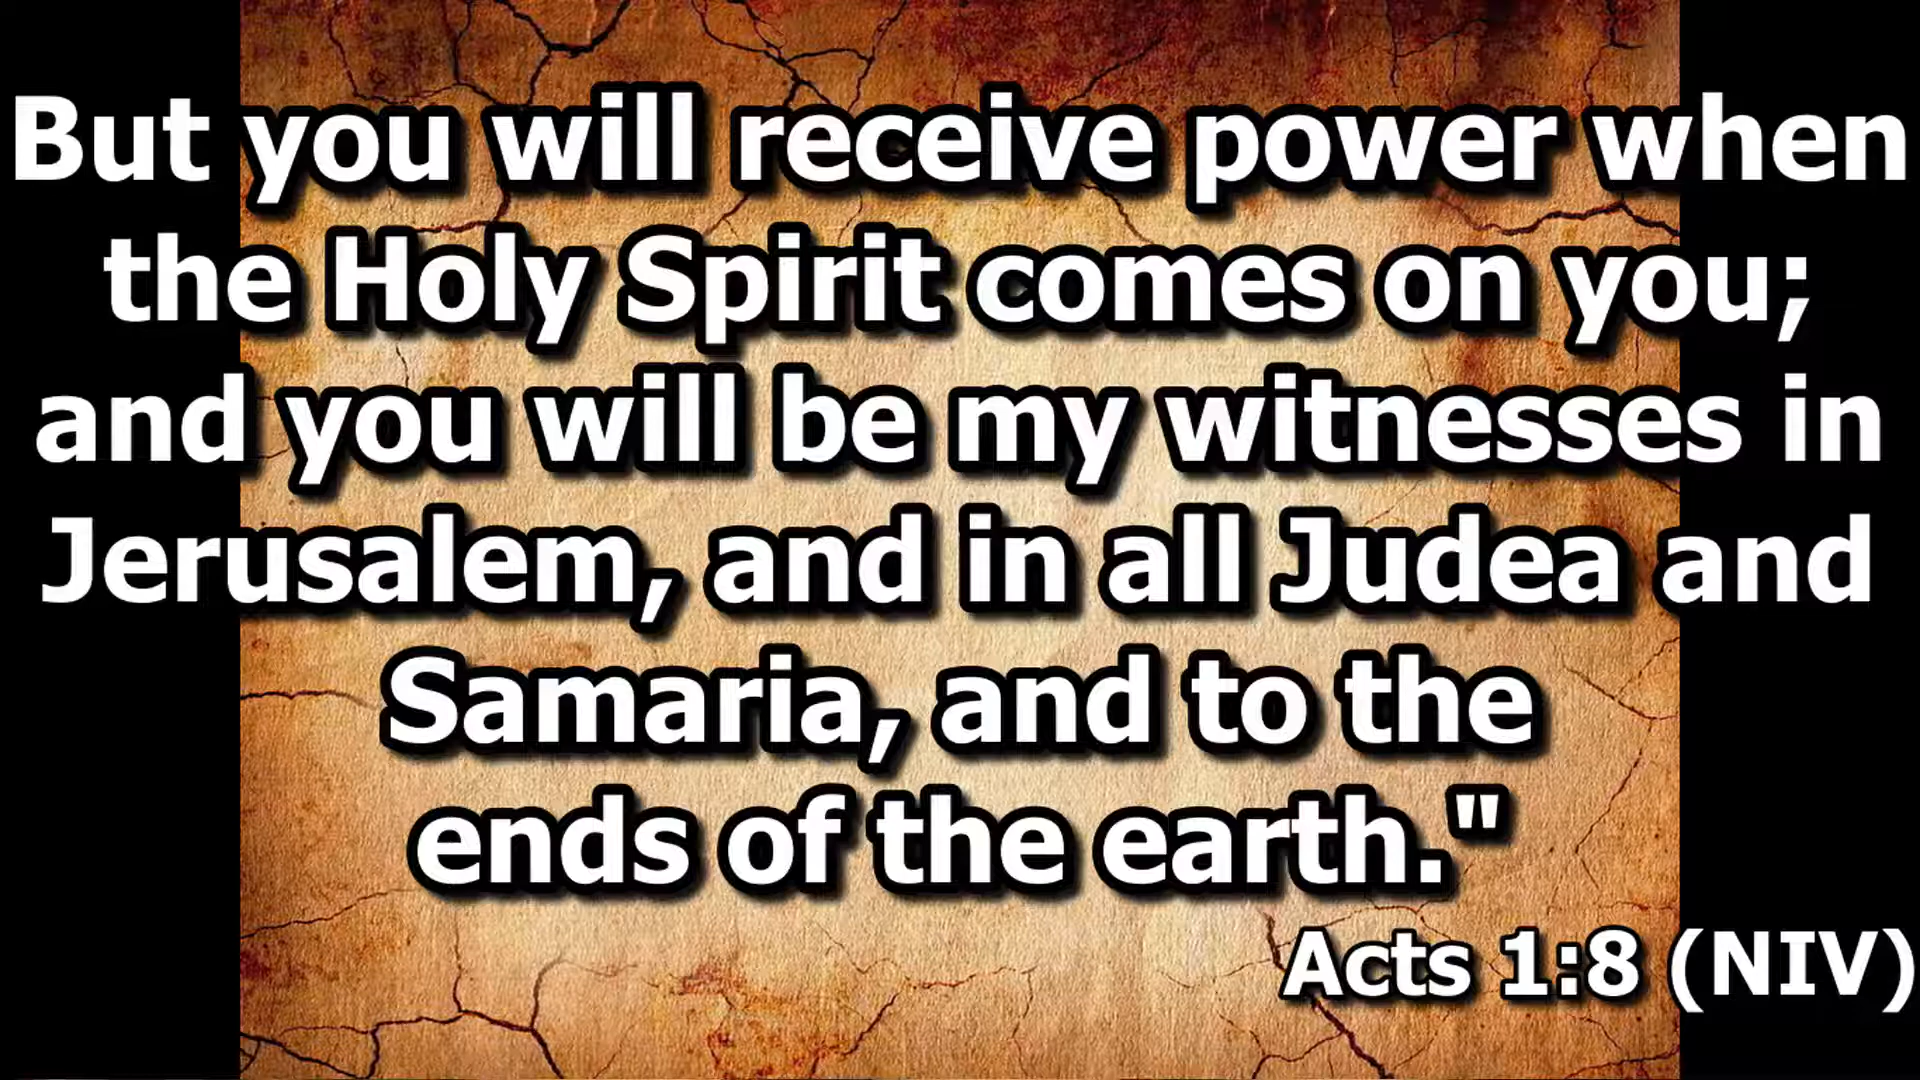 But you will receive power when
the Holy Spirit comes on you;
and you will be my witnesses in
Jerusalem, and in all Judea and
Samaria, and to the
ends of the earth."
Acts 1:8 (NIV)